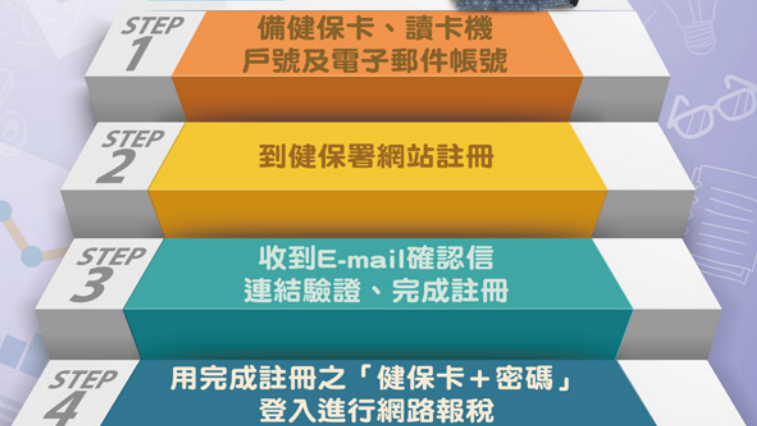 STEP
1
備健保卡、讀卡機
戶號及電子郵件帳號
STEP
2
到健保署網站註冊
STEP
3
收到E-mail確認信
連結驗證、完成註冊
STEP
4
用完成註冊之「健保卡+密碼」
登入進行網路報稅